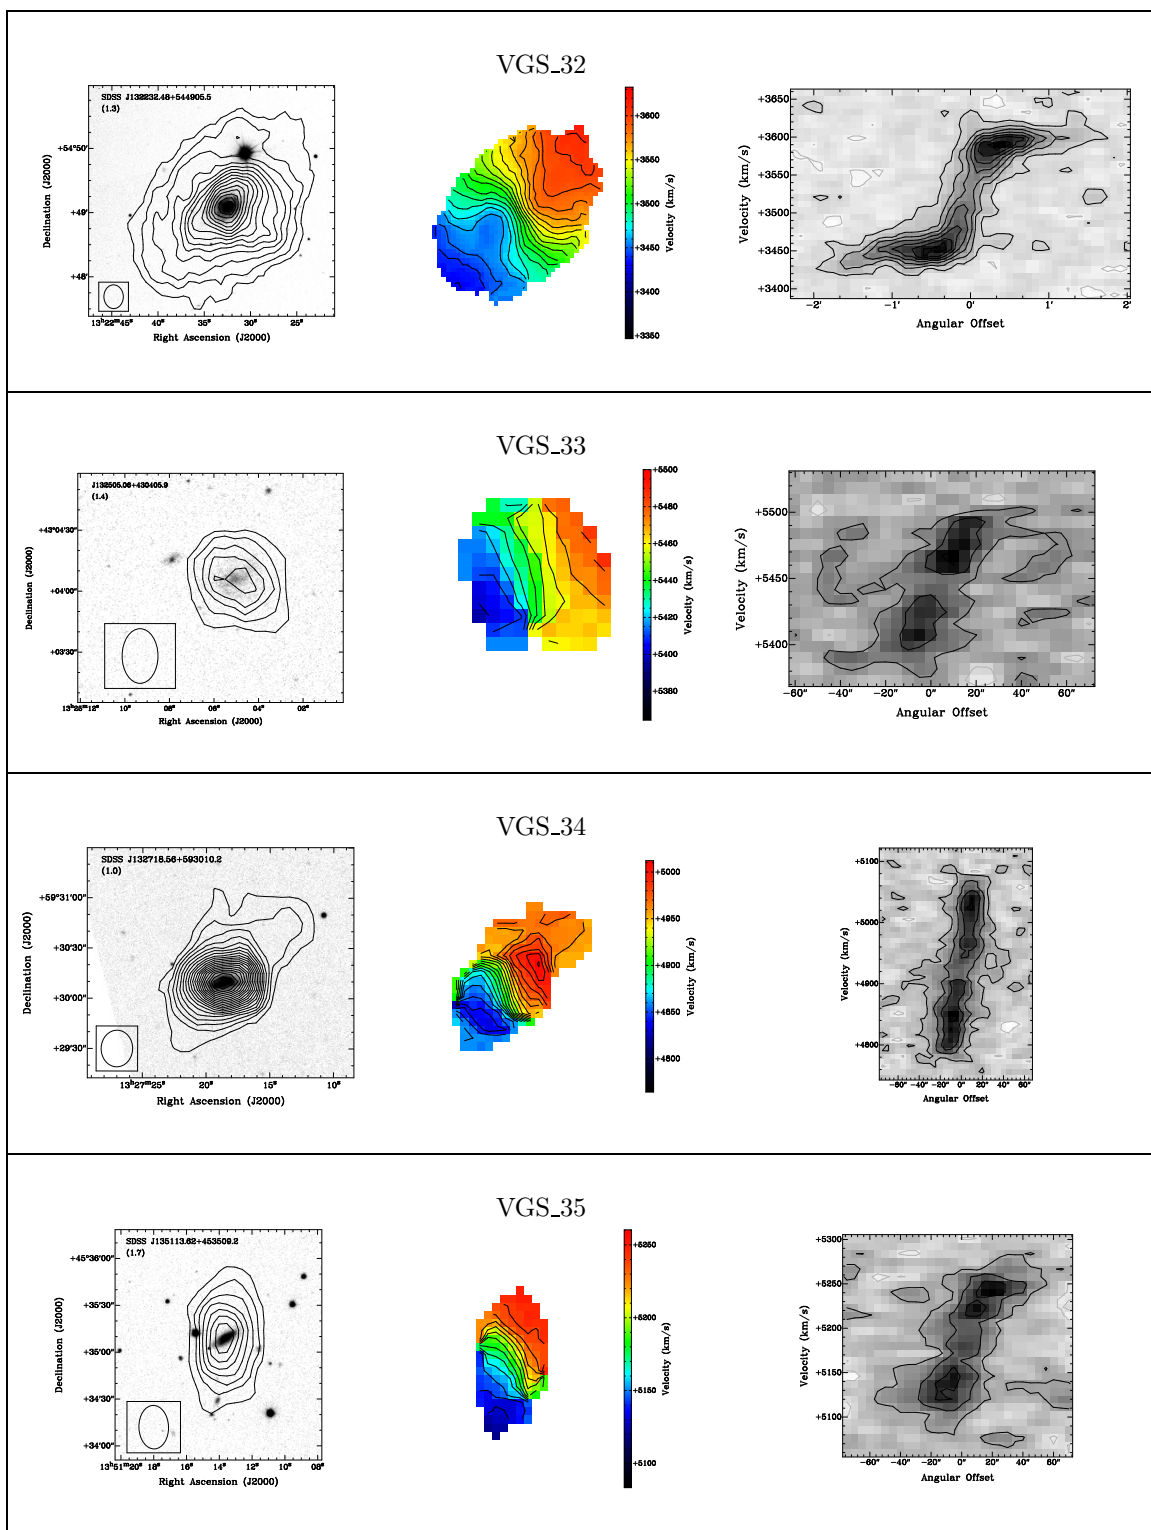 VGS_32
SDSS J132232.48+544905.5
(1.3)
Declination (J2000)
+54°50'
+49'
+48'
13ʰ22ᵐ45ˢ 40ˢ 35ˢ 30ˢ 25ˢ
Right Ascension (J2000)
+3600
+3550
+3500
+3450
+3400
+3350
Velocity (km/s)
+3650
+3600
+3550
+3500
+3450
+3400
Velocity (km/s)
-2' -1' 0' 1' 2'
Angular Offset
VGS_33
J132505.06+430405.9
(1.4)
Declination (J2000)
+43°04'30"
+04'00"
+03'30"
13ʰ25ᵐ12ˢ 10ˢ 08ˢ 06ˢ 04ˢ 02ˢ
Right Ascension (J2000)
+5500
+5480
+5460
+5440
+5420
+5400
+5380
Velocity (km/s)
+5500
+5450
+5400
Velocity (km/s)
-60" -40" -20" 0" 20" 40" 60"
Angular Offset
VGS_34
SDSS J132718.56+593010.2
(1.0)
Declination (J2000)
+59°31'00"
+30'30"
+30'00"
+29'30"
13ʰ27ᵐ25ˢ 20ˢ 15ˢ 10ˢ
Right Ascension (J2000)
+5000
+4950
+4900
+4850
+4800
Velocity (km/s)
+5100
+5000
+4900
+4800
Velocity (km/s)
-60" -40" -20" 0" 20" 40" 60"
Angular Offset
VGS_35
SDSS J135113.62+453509.2
(1.7)
Declination (J2000)
+45°36'00"
+35'30"
+35'00"
+34'30"
+34'00"
13ʰ51ᵐ20ˢ 18ˢ 16ˢ 14ˢ 12ˢ 10ˢ 08ˢ
Right Ascension (J2000)
+5250
+5200
+5150
+5100
Velocity (km/s)
+5300
+5250
+5200
+5150
+5100
Velocity (km/s)
-60" -40" -20" 0" 20" 40" 60"
Angular Offset